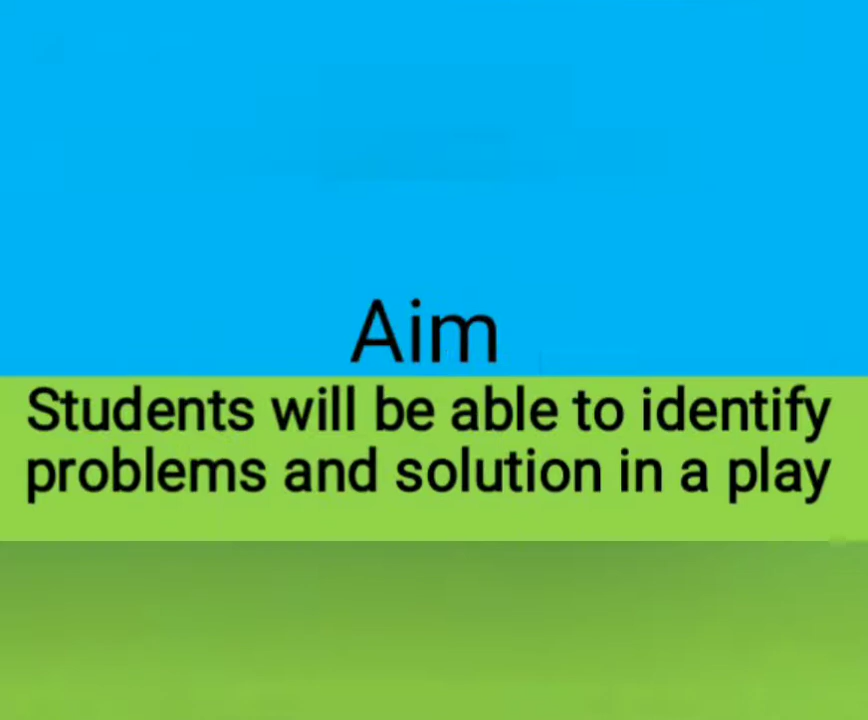 Aim
Students will be able to identify
problems and solution in a play